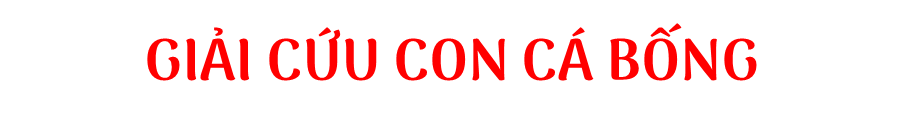 GIẢI CỨU CON CÁ BỐNG